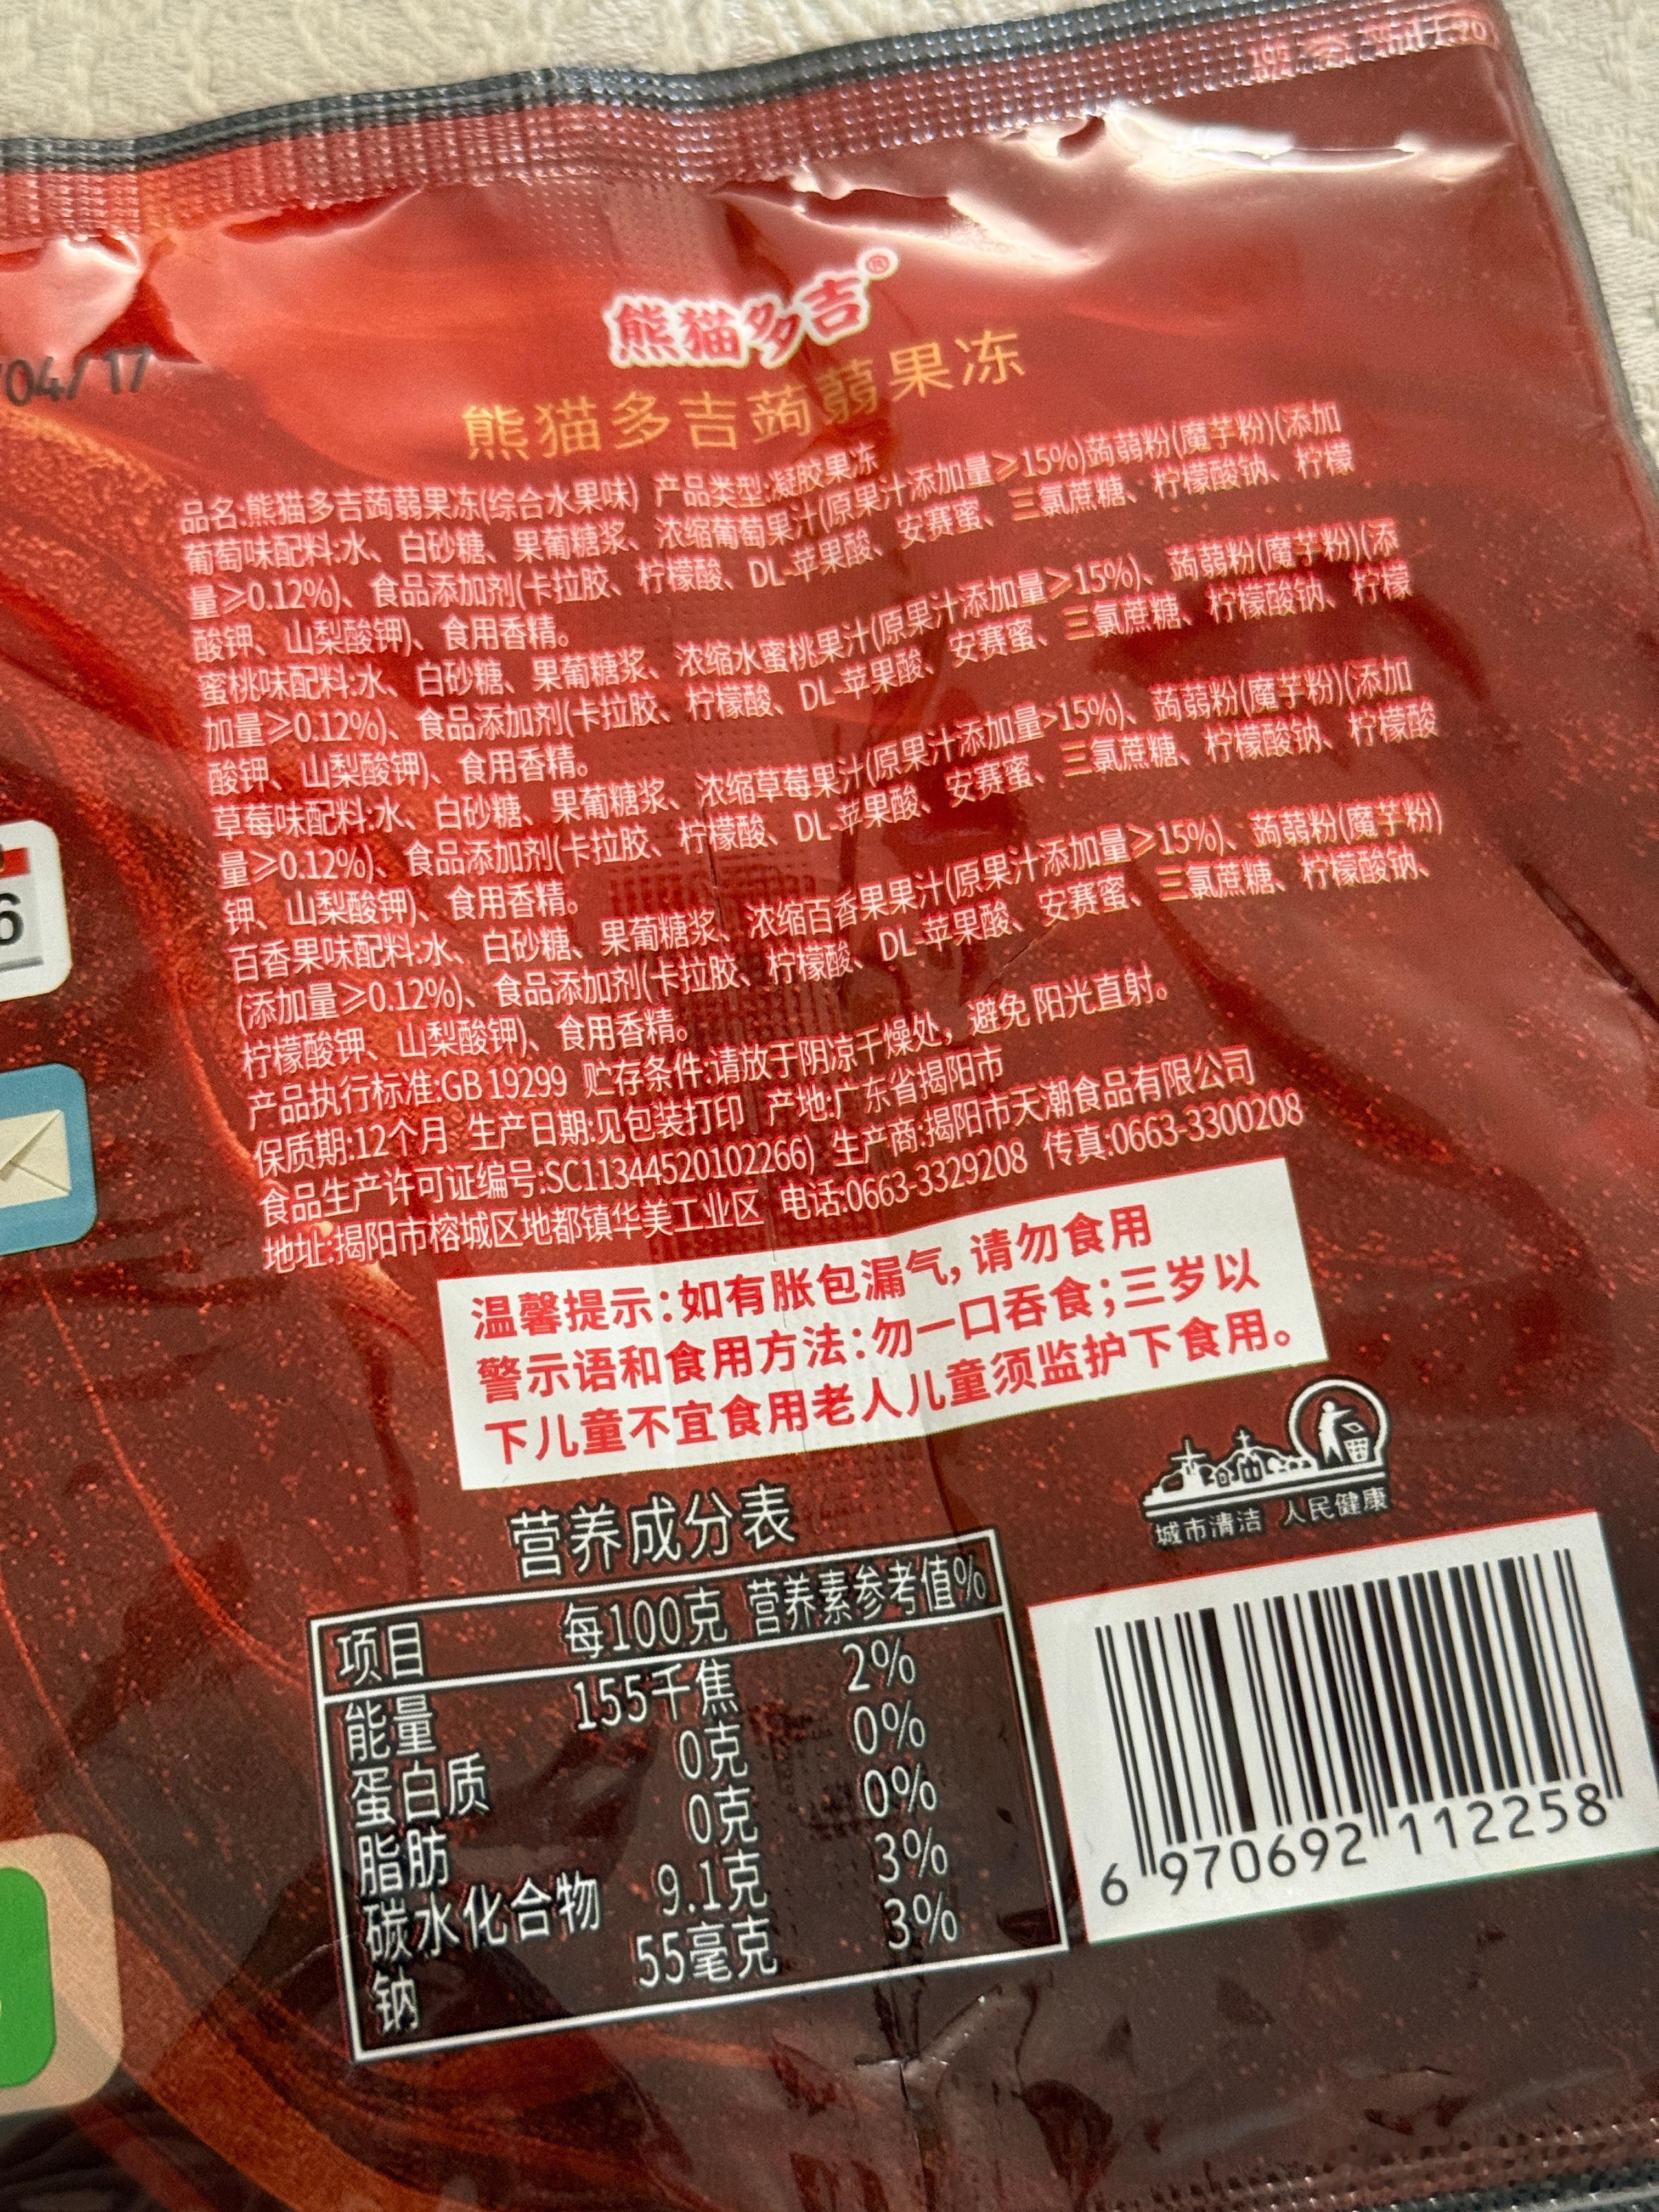 熊猫多吉®
/04/17
熊猫多吉蒟蒻果冻
品名:熊猫多吉蒟蒻果冻(综合水果味) 产品类型:凝胶果冻
葡萄味配料:水、白砂糖、果葡糖浆、浓缩葡萄果汁(原果汁添加量≥15%)蒟蒻粉(魔芋粉)(添加
量≥0.12%)、食品添加剂(卡拉胶、柠檬酸、DL-苹果酸、安赛蜜、三氯蔗糖、柠檬酸钠、柠檬
酸钾、山梨酸钾)、食用香精。
蜜桃味配料:水、白砂糖、果葡糖浆、浓缩水蜜桃果汁(原果汁添加量≥15%)、蒟蒻粉(魔芋粉)(添
加量≥0.12%)、食品添加剂(卡拉胶、柠檬酸、DL-苹果酸、安赛蜜、三氯蔗糖、柠檬酸钠、柠檬
酸钾、山梨酸钾)、食用香精。
草莓味配料:水、白砂糖、果葡糖浆、浓缩草莓果汁(原果汁添加量>15%)、蒟蒻粉(魔芋粉)(添加
量≥0.12%)、食品添加剂(卡拉胶、柠檬酸、DL-苹果酸、安赛蜜、三氯蔗糖、柠檬酸钠、柠檬酸
钾、山梨酸钾)、食用香精。
百香果味配料:水、白砂糖、果葡糖浆、浓缩百香果果汁(原果汁添加量≥15%)、蒟蒻粉(魔芋粉)
(添加量≥0.12%)、食品添加剂(卡拉胶、柠檬酸、DL-苹果酸、安赛蜜、三氯蔗糖、柠檬酸钠、
柠檬酸钾、山梨酸钾)、食用香精。
产品执行标准:GB 19299 贮存条件:请放于阴凉干燥处，避免阳光直射。
保质期:12个月 生产日期:见包装打印 产地:广东省揭阳市
食品生产许可证编号:SC11344520102266) 生产商:揭阳市天潮食品有限公司
地址:揭阳市榕城区地都镇华美工业区 电话:0663-3329208 传真:0663-3300208
温馨提示:如有胀包漏气,请勿食用
警示语和食用方法:勿一口吞食;三岁以
下儿童不宜食用老人儿童须监护下食用。
城市清洁 人民健康
营养成分表
项目 每100克 营养素参考值%
能量 155千焦 2%
蛋白质 0克 0%
脂肪 0克 0%
碳水化合物 9.1克 3%
钠 55毫克 3%
6 970692 112258
6